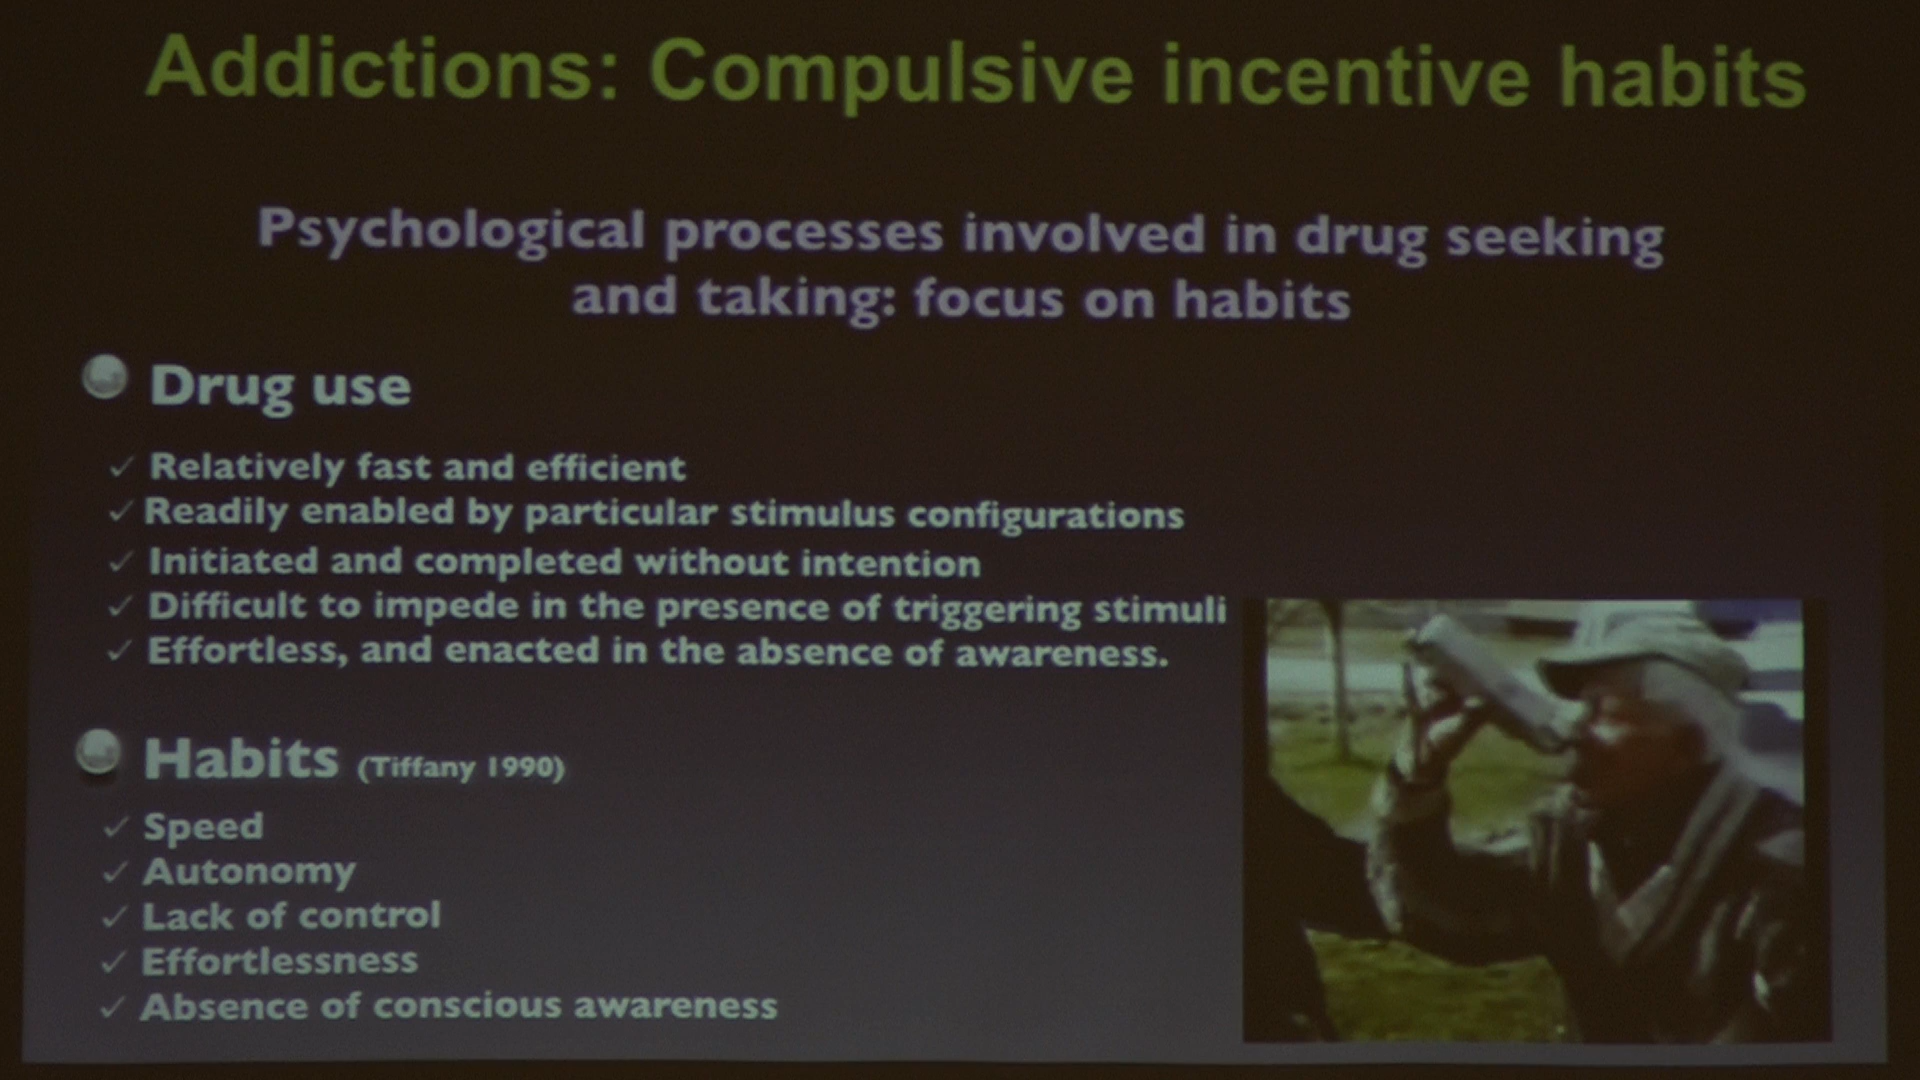 Addictions: Compulsive incentive habits
Psychological processes involved in drug seeking
and taking: focus on habits
Drug use
✓ Relatively fast and efficient
✓ Readily enabled by particular stimulus configurations
✓ Initiated and completed without intention
✓ Difficult to impede in the presence of triggering stimuli
✓ Effortless, and enacted in the absence of awareness.
Habits (Tiffany 1990)
✓ Speed
✓ Autonomy
✓ Lack of control
✓ Effortlessness
✓ Absence of conscious awareness